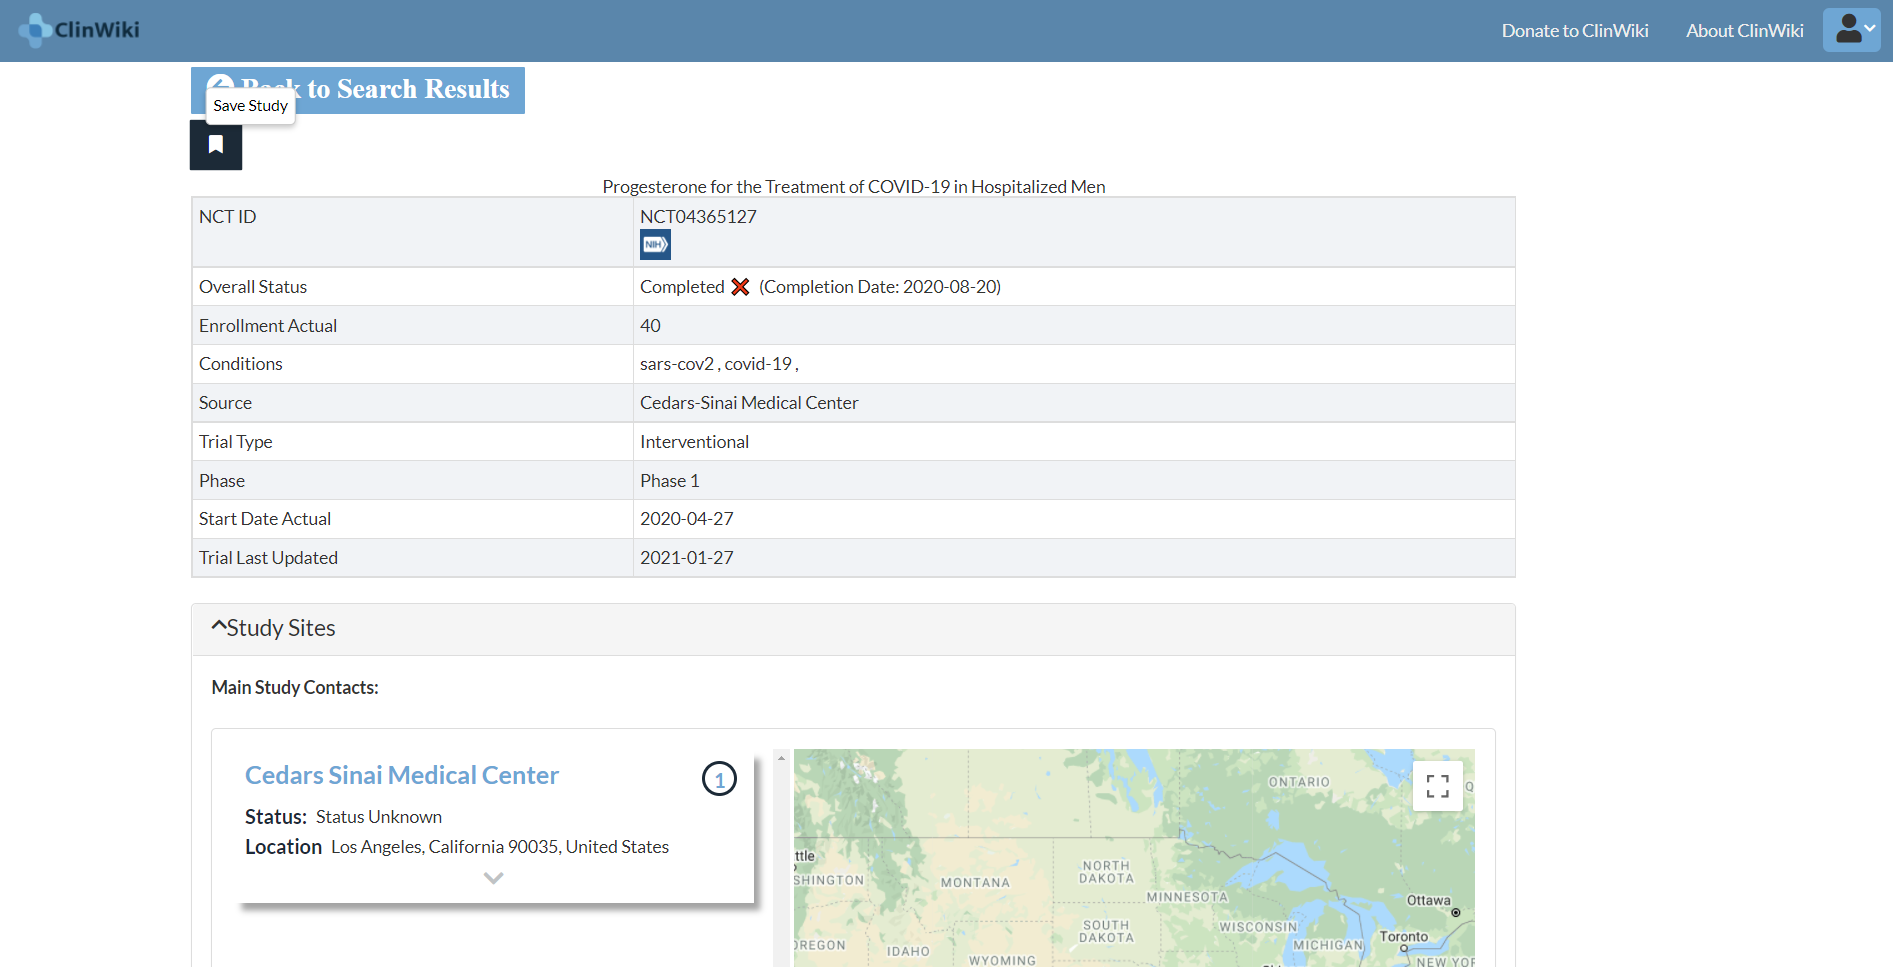 ClinWiki
Donate to ClinWiki
About ClinWiki
Back to Search Results
Save Study
Progesterone for the Treatment of COVID-19 in Hospitalized Men
NCT ID
NCT04365127
NIH
Overall Status
Completed ❌ (Completion Date: 2020-08-20)
Enrollment Actual
40
Conditions
sars-cov2 , covid-19 ,
Source
Cedars-Sinai Medical Center
Trial Type
Interventional
Phase
Phase 1
Start Date Actual
2020-04-27
Trial Last Updated
2021-01-27
Study Sites
Main Study Contacts:
Cedars Sinai Medical Center
1
Status: Status Unknown
Location Los Angeles, California 90035, United States
ONTARIO
Q
ttle
SHINGTON
MONTANA
NORTH
DAKOTA
MINNESOTA
Ottawa
SOUTH
DAKOTA
WISCONSIN
MICHIGAN
Toronto
OREGON
IDAHO
WYOMING
NEW YOR